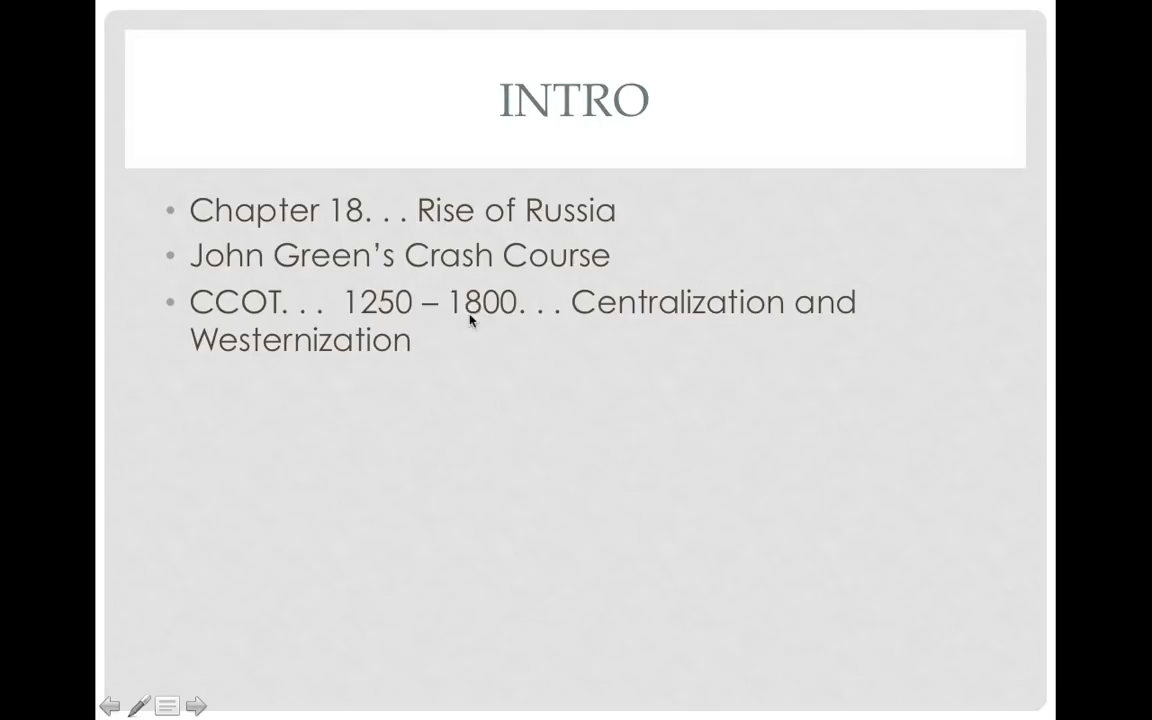 INTRO
• Chapter 18. . . Rise of Russia
• John Green’s Crash Course
• CCOT. . .  1250 – 1800. . . Centralization and
Westernization